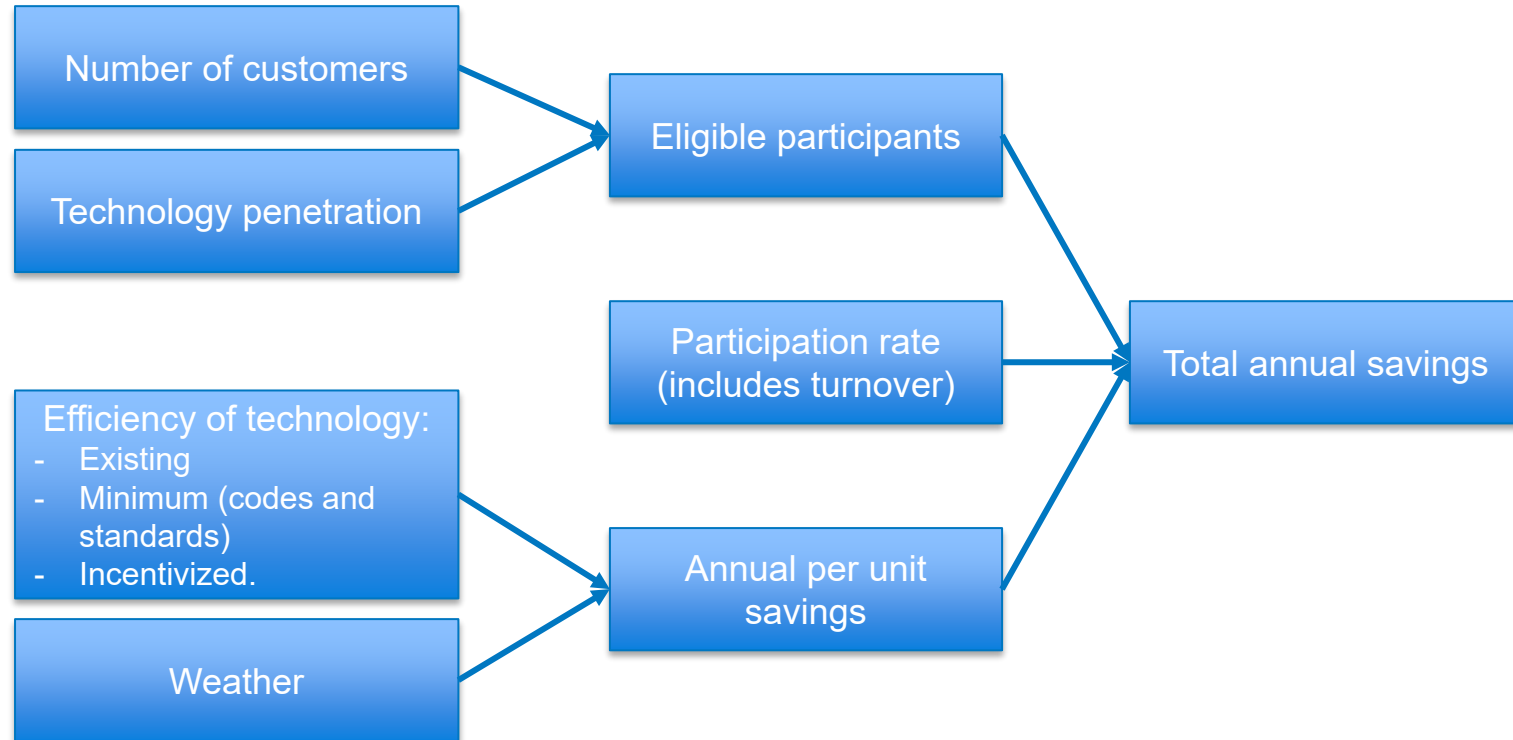 Number of customers
Technology penetration
Eligible participants
Participation rate
(includes turnover)
Total annual savings
Efficiency of technology:
- Existing
- Minimum (codes and
standards)
- Incentivized.
Annual per unit
savings
Weather